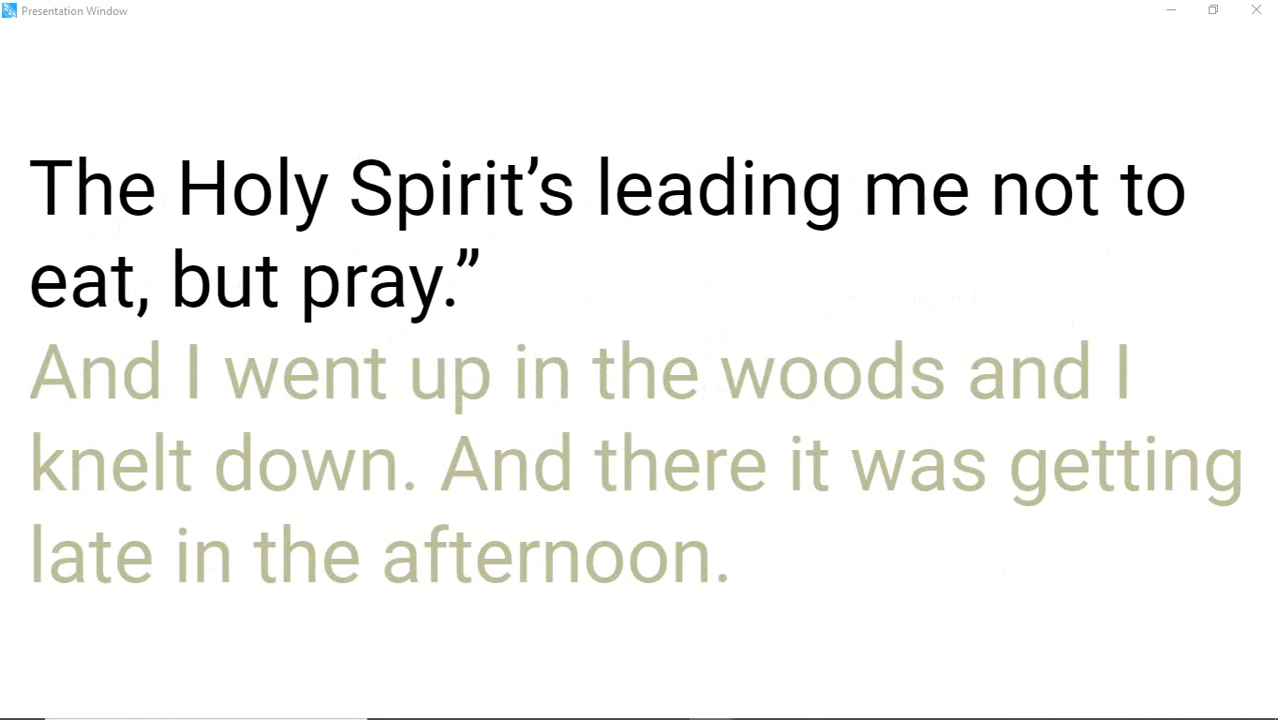 Presentation Window
The Holy Spirit’s leading me not to
eat, but pray.”
And I went up in the woods and I
knelt down. And there it was getting
late in the afternoon.